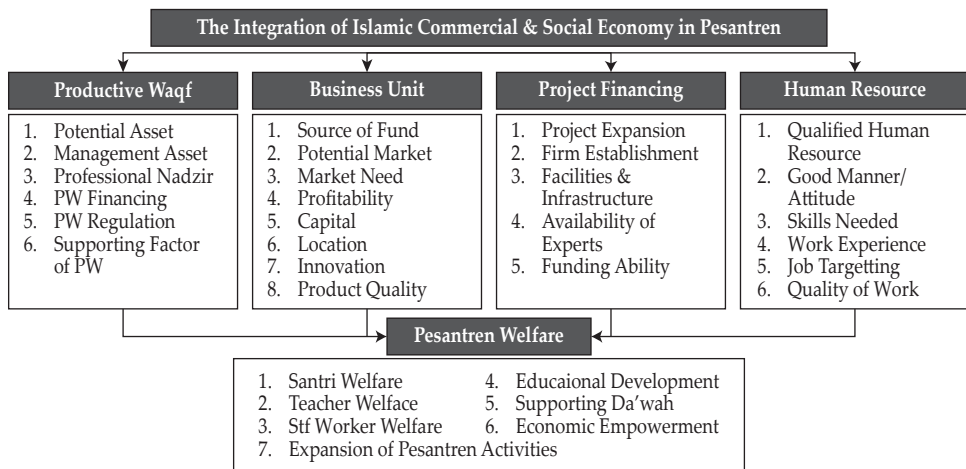 The Integration of Islamic Commercial & Social Economy in Pesantren
Productive Waqf
1. Potential Asset
2. Management Asset
3. Professional Nadzir
4. PW Financing
5. PW Regulation
6. Supporting Factor
of PW
Business Unit
1. Source of Fund
2. Potential Market
3. Market Need
4. Profitability
5. Capital
6. Location
7. Innovation
8. Product Quality
Project Financing
1. Project Expansion
2. Firm Establishment
3. Facilities &
Infrastructure
4. Availability of
Experts
5. Funding Ability
Human Resource
1. Qualified Human
Resource
2. Good Manner/
Attitude
3. Skills Needed
4. Work Experience
5. Job Targetting
6. Quality of Work
Pesantren Welfare
1. Santri Welfare
2. Teacher Welface
3. Stf Worker Welfare
4. Educaional Development
5. Supporting Da'wah
6. Economic Empowerment
7. Expansion of Pesantren Activities